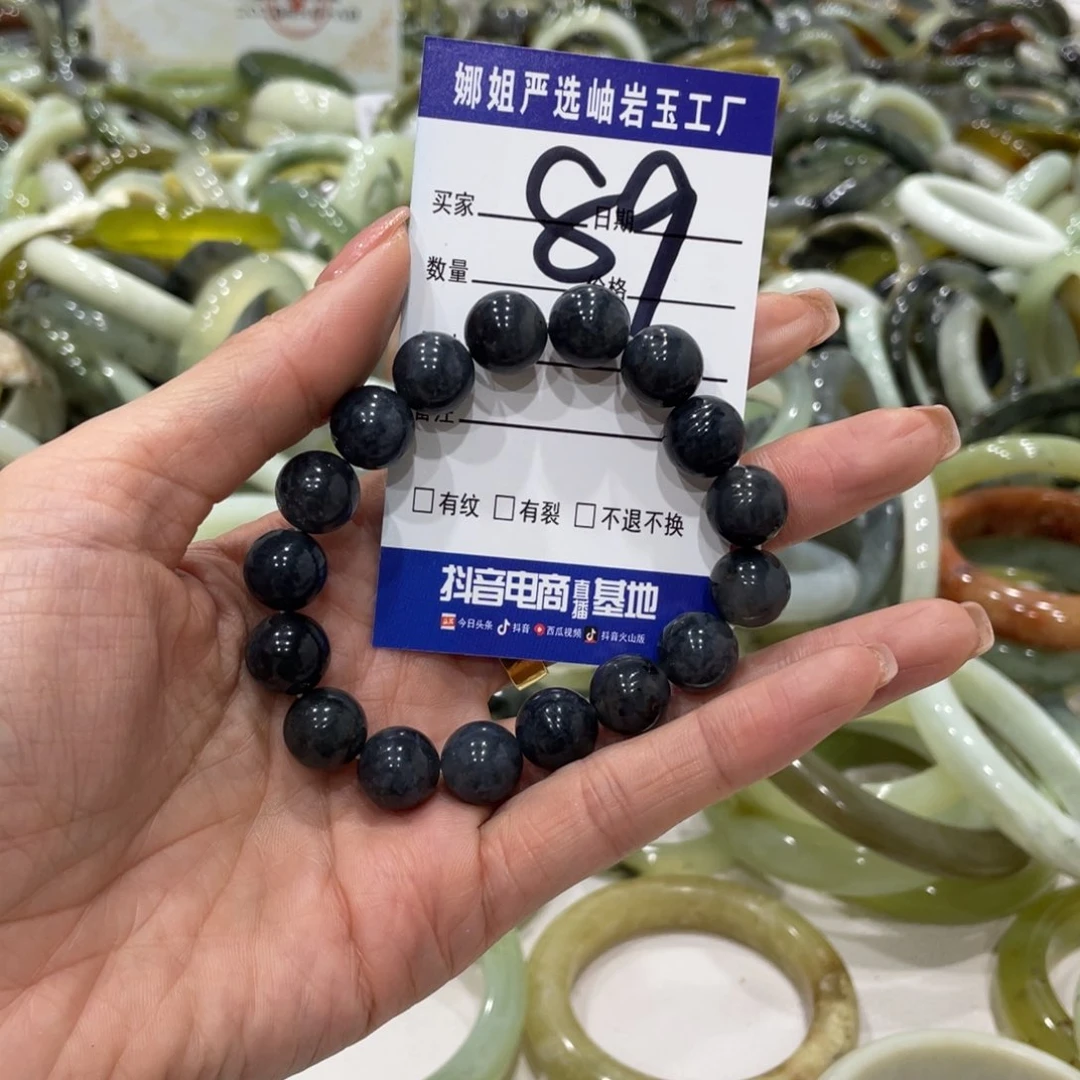 娜姐严选岫岩玉工厂
89
买家 日期
数量 价格
备注
□有纹 □有裂 □不退不换
抖音电商直播基地
今日头条 抖音 西瓜视频 抖音火山版